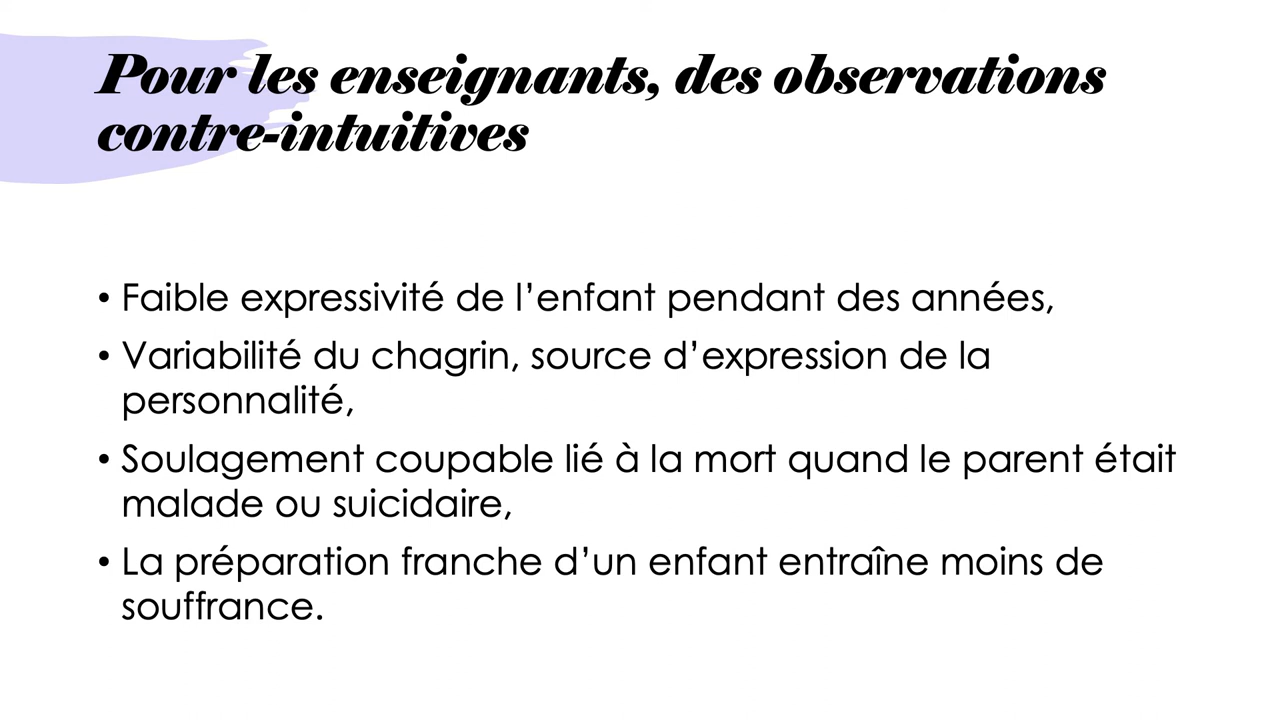 Pour les enseignants, des observations
contre-intuitives
• Faible expressivité de l’enfant pendant des années,
• Variabilité du chagrin, source d’expression de la
personnalité,
• Soulagement coupable lié à la mort quand le parent était
malade ou suicidaire,
• La préparation franche d’un enfant entraîne moins de
souffrance.